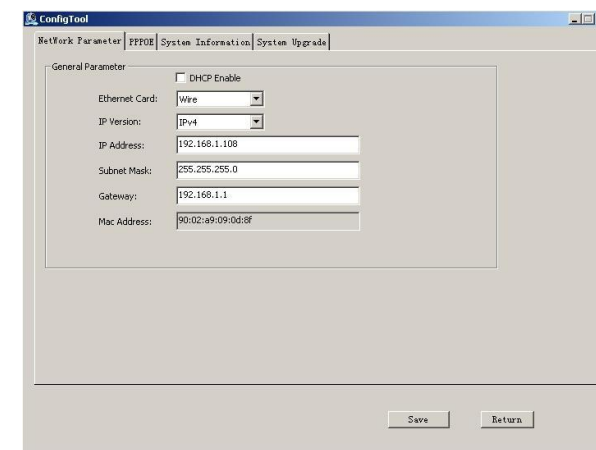 ConfigTool
NetWork Parameter PPPOE System Information System Upgrade
General Parameter
DHCP Enable
Ethernet Card: Wire
IP Version: IPv4
IP Address: 192.168.1.108
Subnet Mask: 255.255.255.0
Gateway: 192.168.1.1
Mac Address: 90:02:a9:09:0d:8f
Save Return